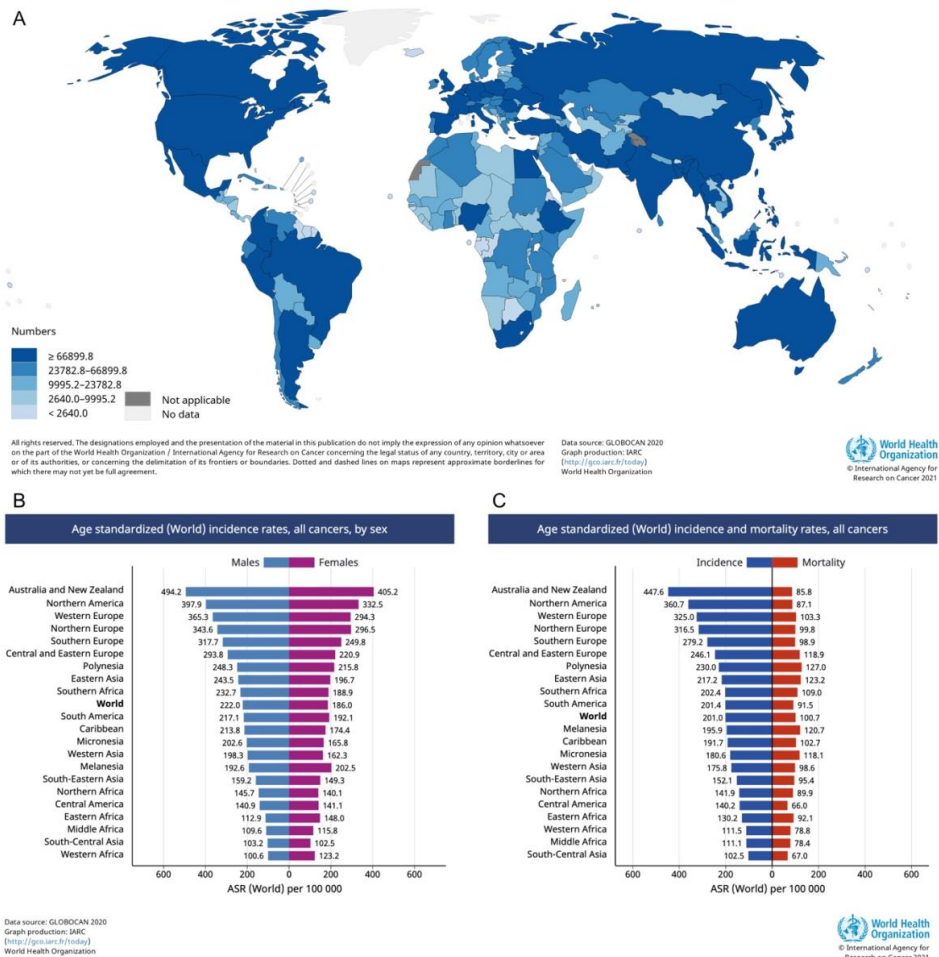 A
Numbers
≥ 66899.8
23782.8–66899.8
9995.2–23782.8
2640.0–9995.2
< 2640.0
Not applicable
No data
All rights reserved. The designations employed and the presentation of the material in this publication do not imply the expression of any opinion whatsoever
on the part of the World Health Organization / International Agency for Research on Cancer concerning the legal status of any country, territory, city or area
or of its authorities, or concerning the delimitation of its frontiers or boundaries. Dotted and dashed lines on maps represent approximate borderlines for
which there may not yet be full agreement.
Data source: GLOBOCAN 2020
Graph production: IARC
(http://gco.iarc.fr/today)
World Health Organization
World Health
Organization
© International Agency for
Research on Cancer 2021
B
Age standardized (World) incidence rates, all cancers, by sex
Males Females
Australia and New Zealand 494.2 405.2
Northern America 397.9 332.5
Western Europe 365.3 294.3
Northern Europe 343.6 296.5
Southern Europe 317.7 249.8
Central and Eastern Europe 293.8 220.9
Polynesia 248.3 215.8
Eastern Asia 243.5 196.7
Southern Africa 232.7 188.9
World 222.0 186.0
South America 217.1 192.1
Caribbean 213.8 174.4
Micronesia 202.6 165.8
Western Asia 198.3 162.3
Melanesia 192.6 202.5
South-Eastern Asia 159.2 149.3
Northern Africa 145.7 140.1
Central America 140.9 141.1
Eastern Africa 112.9 148.0
Middle Africa 109.6 115.8
South-Central Asia 103.2 102.5
Western Africa 100.6 123.2
600 400 200 0 200 400 600
ASR (World) per 100 000
C
Age standardized (World) incidence and mortality rates, all cancers
Incidence Mortality
Australia and New Zealand 447.6 85.8
Northern America 360.7 87.1
Western Europe 325.0 103.3
Northern Europe 316.5 99.8
Southern Europe 279.2 98.9
Central and Eastern Europe 246.1 118.9
Polynesia 230.0 127.0
Eastern Asia 217.2 123.2
Southern Africa 202.4 109.0
South America 201.4 91.5
World 201.0 100.7
Melanesia 195.9 120.7
Caribbean 191.7 102.7
Micronesia 180.6 118.1
Western Asia 175.8 98.6
South-Eastern Asia 152.1 95.4
Northern Africa 141.9 89.9
Central America 140.2 66.0
Eastern Africa 130.2 92.1
Western Africa 111.5 78.8
Middle Africa 111.1 78.4
South-Central Asia 102.5 67.0
600 400 200 0 200 400 600
ASR (World) per 100 000
Data source: GLOBOCAN 2020
Graph production: IARC
(http://gco.iarc.fr/today)
World Health Organization
World Health
Organization
© International Agency for
Research on Cancer 2021